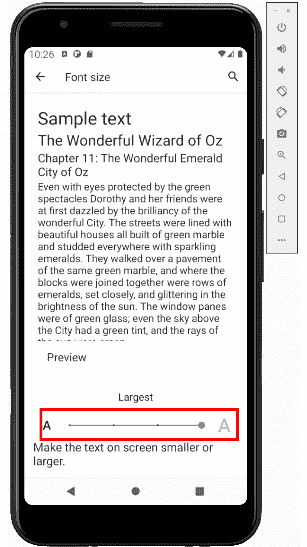 10:26
Font size
Sample text
The Wonderful Wizard of Oz
Chapter 11: The Wonderful Emerald
City of Oz
Even with eyes protected by the green
spectacles Dorothy and her friends were
at first dazzled by the brilliancy of the
wonderful City. The streets were lined with
beautiful houses all built of green marble
and studded everywhere with sparkling
emeralds. They walked over a pavement
of the same green marble, and where the
blocks were joined together were rows of
emeralds, set closely, and glittering in the
brightness of the sun. The window panes
were of green glass; even the sky above
the City had a green tint, and the rays of
Preview
Largest
A A
Make the text on screen smaller or
larger.